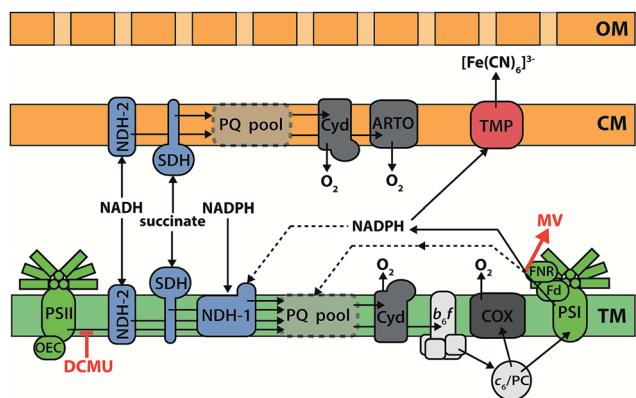 OM
[Fe(CN)6]3-
NDH-2
SDH
PQ pool
Cyd
ARTO
TMP
CM
O2
O2
NADH
succinate
NADPH
NADPH
MV
PSII
OEC
DCMU
NDH-2
SDH
NDH-1
PQ pool
O2
Cyd
b6f
O2
COX
c6/PC
FNR
Fd
PSI
TM